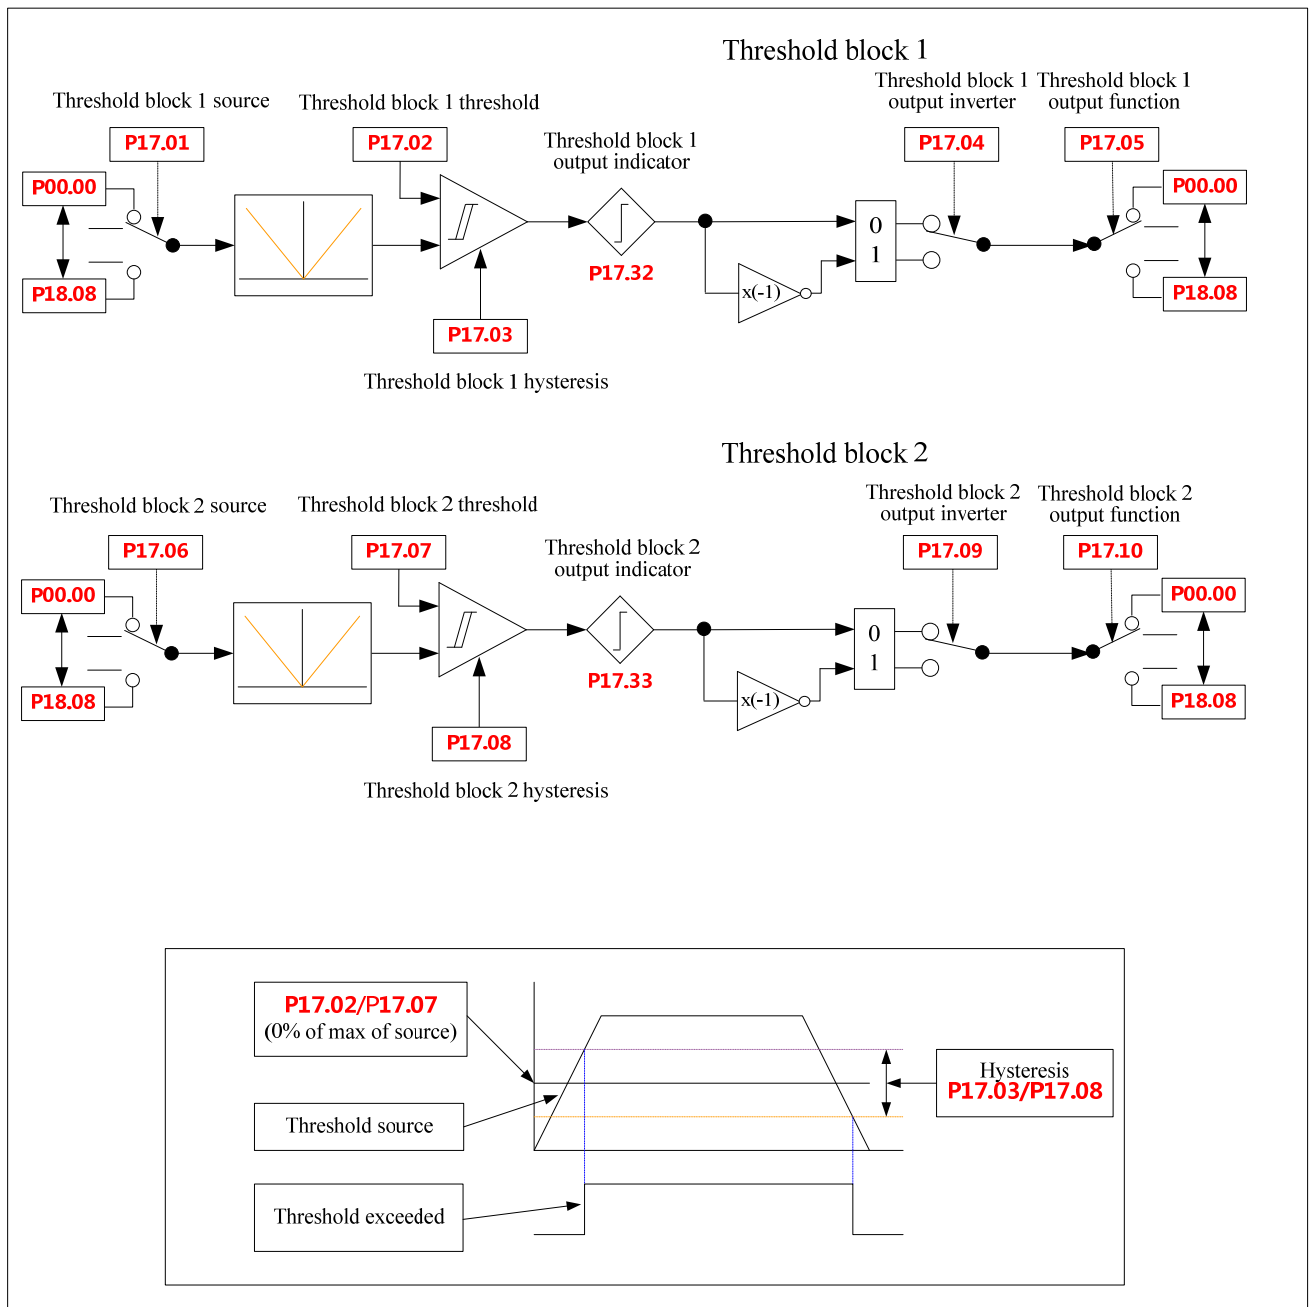 Threshold block 1
Threshold block 1 source
Threshold block 1 threshold
Threshold block 1
output indicator
Threshold block 1
output inverter
Threshold block 1
output function
P17.01
P17.02
P17.04
P17.05
P00.00
P18.08
P17.32
x(-1)
0
1
P00.00
P18.08
P17.03
Threshold block 1 hysteresis
Threshold block 2
Threshold block 2 source
Threshold block 2 threshold
Threshold block 2
output indicator
Threshold block 2
output inverter
Threshold block 2
output function
P17.06
P17.07
P17.09
P17.10
P00.00
P18.08
P17.33
x(-1)
0
1
P00.00
P18.08
P17.08
Threshold block 2 hysteresis
P17.02/P17.07
(0% of max of source)
Threshold source
Threshold exceeded
Hysteresis
P17.03/P17.08